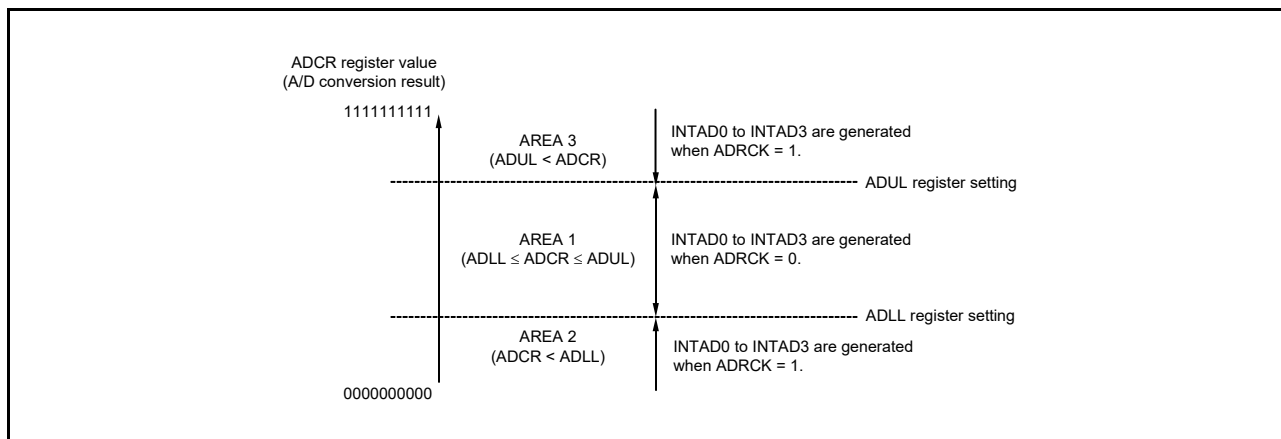 ADCR register value
(A/D conversion result)
1111111111
AREA 3
(ADUL < ADCR)
INTAD0 to INTAD3 are generated
when ADRCK = 1.
ADUL register setting
AREA 1
(ADLL ≤ ADCR ≤ ADUL)
INTAD0 to INTAD3 are generated
when ADRCK = 0.
ADLL register setting
AREA 2
(ADCR < ADLL)
INTAD0 to INTAD3 are generated
when ADRCK = 1.
0000000000